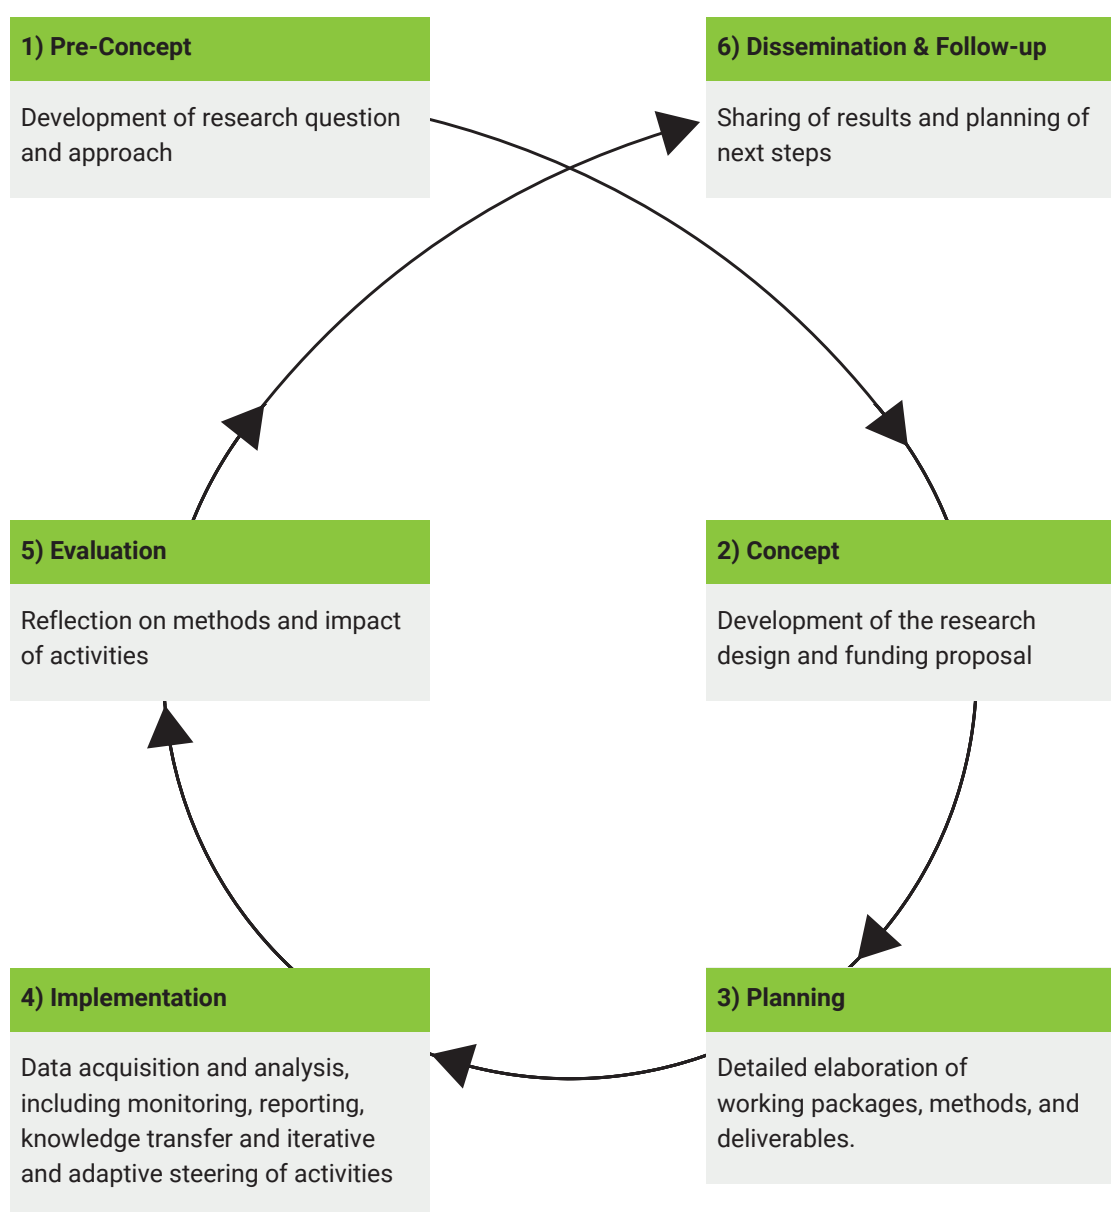 1) Pre-Concept
Development of research question
and approach
6) Dissemination & Follow-up
Sharing of results and planning of
next steps
5) Evaluation
Reflection on methods and impact
of activities
2) Concept
Development of the research
design and funding proposal
4) Implementation
Data acquisition and analysis,
including monitoring, reporting,
knowledge transfer and iterative
and adaptive steering of activities
3) Planning
Detailed elaboration of
working packages, methods, and
deliverables.